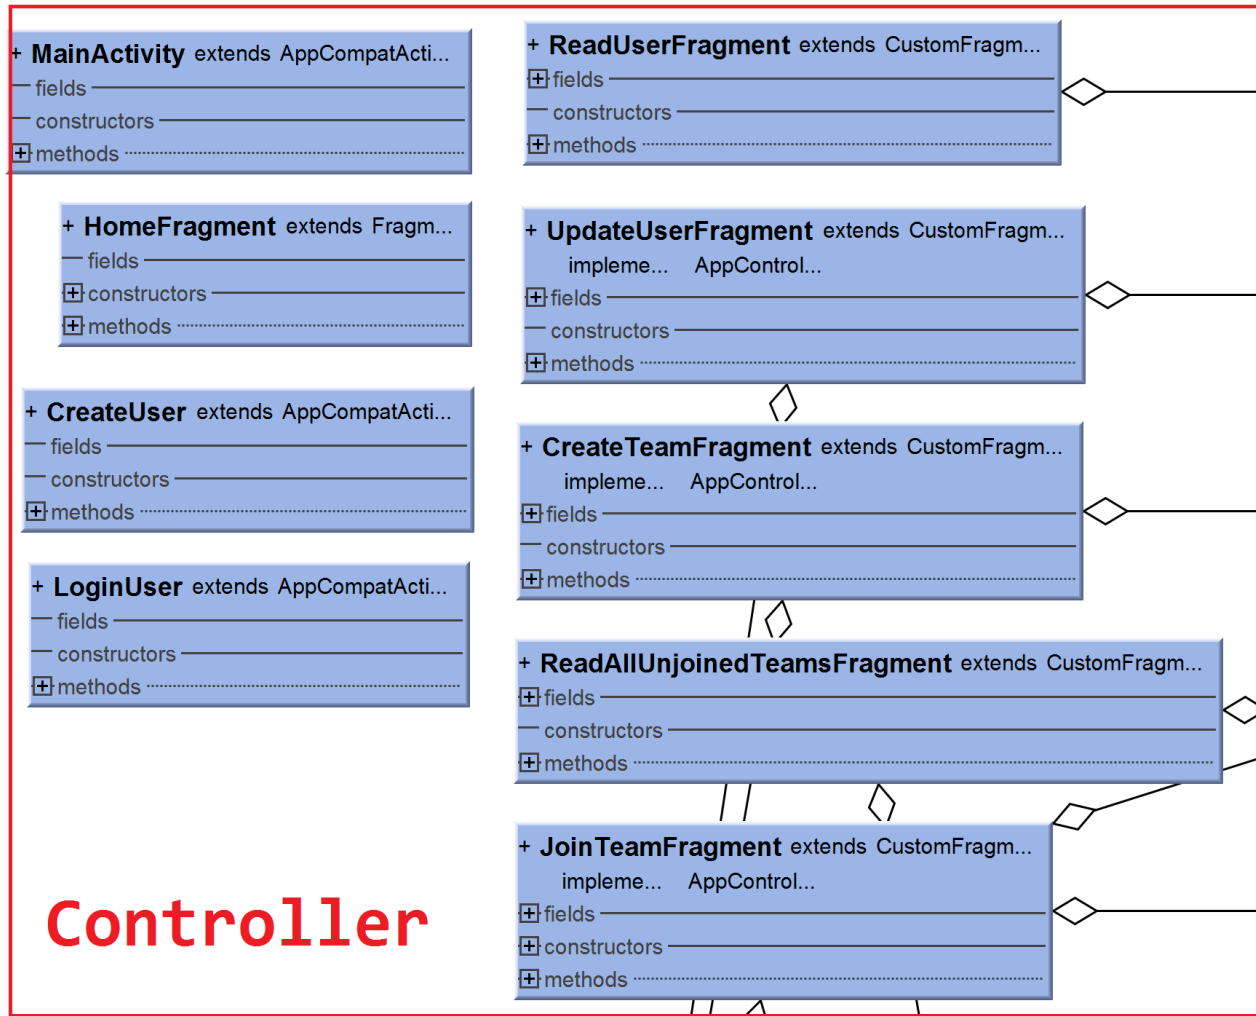 + MainActivity extends AppCompatActi...
fields
constructors
+ methods
+ HomeFragment extends Fragm...
fields
+ constructors
+ methods
+ CreateUser extends AppCompatActi...
fields
constructors
+ methods
+ LoginUser extends AppCompatActi...
fields
constructors
+ methods
Controller
+ ReadUserFragment extends CustomFragm...
+ fields
constructors
+ methods
+ UpdateUserFragment extends CustomFragm...
impleme... AppControl...
+ fields
constructors
+ methods
+ CreateTeamFragment extends CustomFragm...
impleme... AppControl...
+ fields
constructors
+ methods
+ ReadAllUnjoinedTeamsFragment extends CustomFragm...
+ fields
constructors
+ methods
+ JoinTeamFragment extends CustomFragm...
impleme... AppControl...
+ fields
+ constructors
+ methods